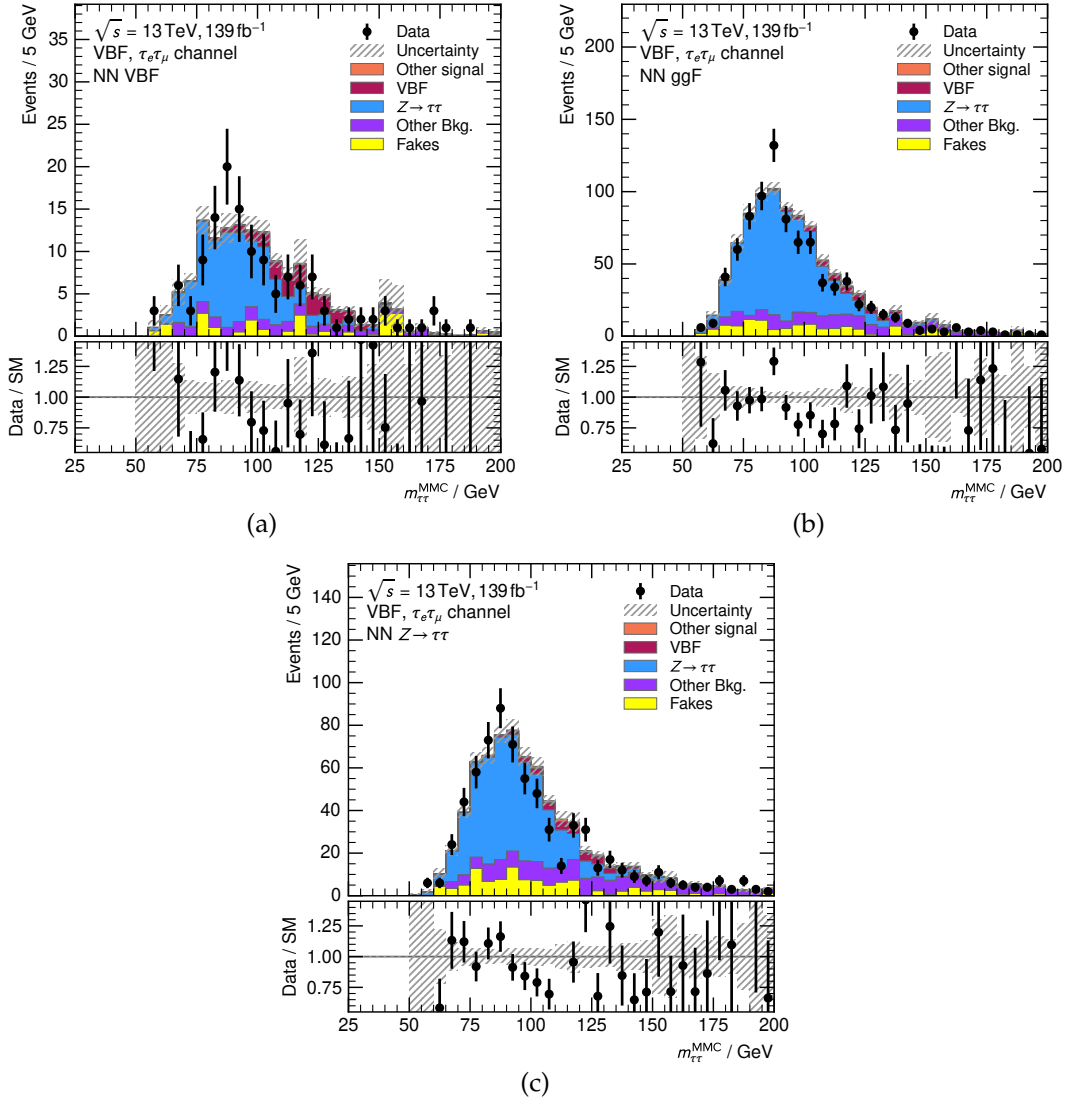 √s = 13 TeV, 139 fb⁻¹
VBF, τₑτ_μ channel
NN VBF
Data
Uncertainty
Other signal
VBF
Z→ττ
Other Bkg.
Fakes
Events / 5 GeV
35
30
25
20
15
10
5
0
Data / SM
1.25
1.00
0.75
25 50 75 100 125 150 175 200
m_ττ^MMC / GeV
(a)
√s = 13 TeV, 139 fb⁻¹
VBF, τₑτ_μ channel
NN ggF
Data
Uncertainty
Other signal
VBF
Z→ττ
Other Bkg.
Fakes
Events / 5 GeV
200
150
100
50
0
Data / SM
1.25
1.00
0.75
25 50 75 100 125 150 175 200
m_ττ^MMC / GeV
(b)
√s = 13 TeV, 139 fb⁻¹
VBF, τₑτ_μ channel
NN Z→ττ
Data
Uncertainty
Other signal
VBF
Z→ττ
Other Bkg.
Fakes
Events / 5 GeV
140
120
100
80
60
40
20
0
Data / SM
1.25
1.00
0.75
25 50 75 100 125 150 175 200
m_ττ^MMC / GeV
(c)